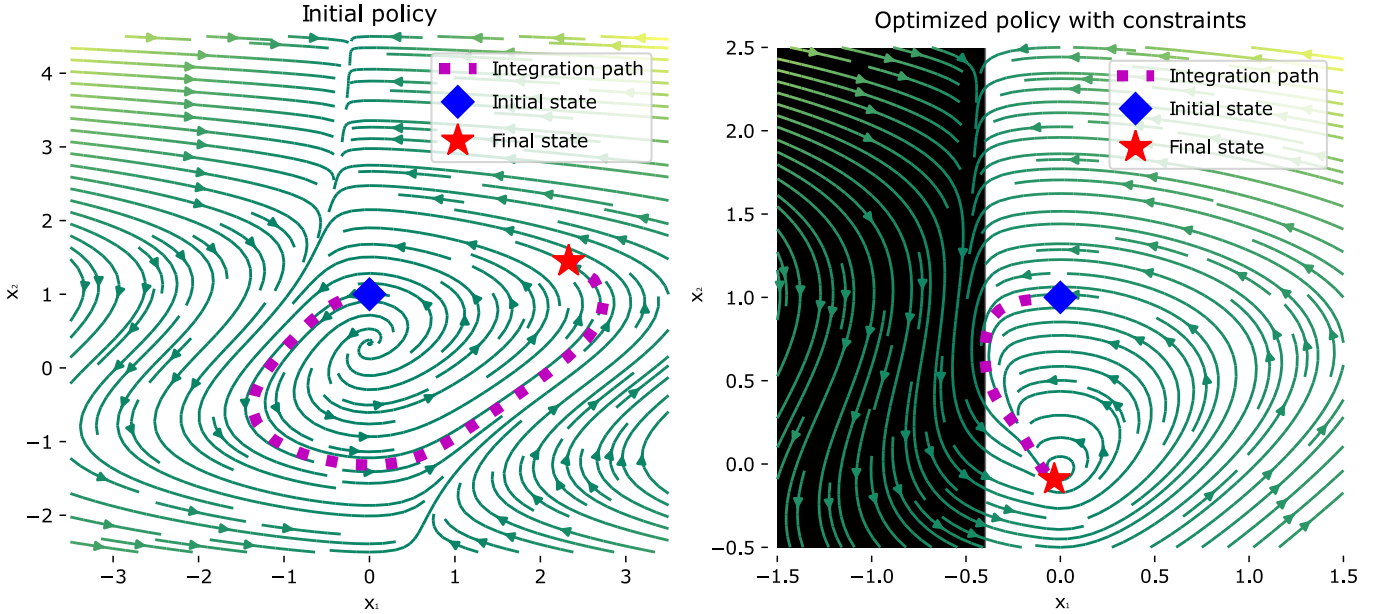 Initial policy
Integration path
Initial state
Final state
4
3
2
1
0
−1
−2
x₂
−3
−2
−1
0
1
2
3
x₁
Optimized policy with constraints
Integration path
Initial state
Final state
2.5
2.0
1.5
1.0
0.5
0.0
−0.5
x₂
−1.5
−1.0
−0.5
0.0
0.5
1.0
1.5
x₁